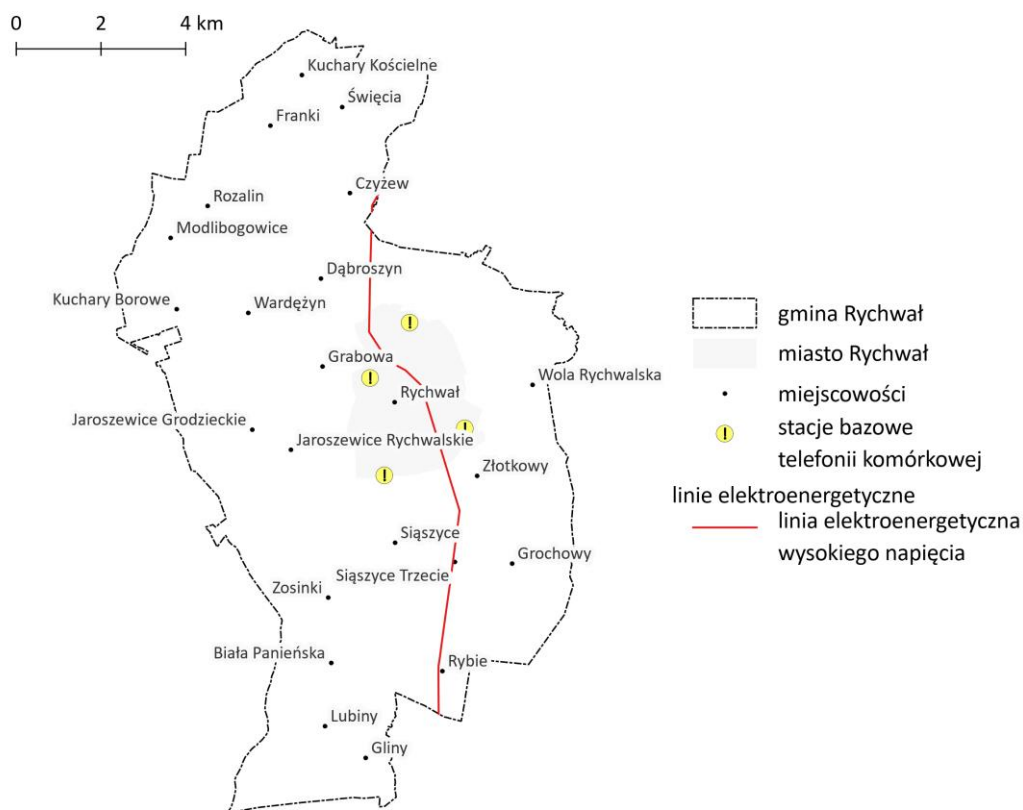 0 2 4 km
Kuchary Kościelne
Święcia
Franki
Czyżew
Rozalin
Modlibogowice
Dąbroszyn
Kuchary Borowe
Wardężyn
Grabowa
Wola Rychwalska
Rychwał
Jaroszewice Grodzieckie
Jaroszewice Rychwalskie
Złotkowy
Siąszyce
Grochowy
Siąszyce Trzecie
Zosinki
Biała Panieńska
Rybie
Lubiny
Gliny
gmina Rychwał
miasto Rychwał
miejscowości
stacje bazowe
telefonii komórkowej
linie elektroenergetyczne
linia elektroenergetyczna
wysokiego napięcia